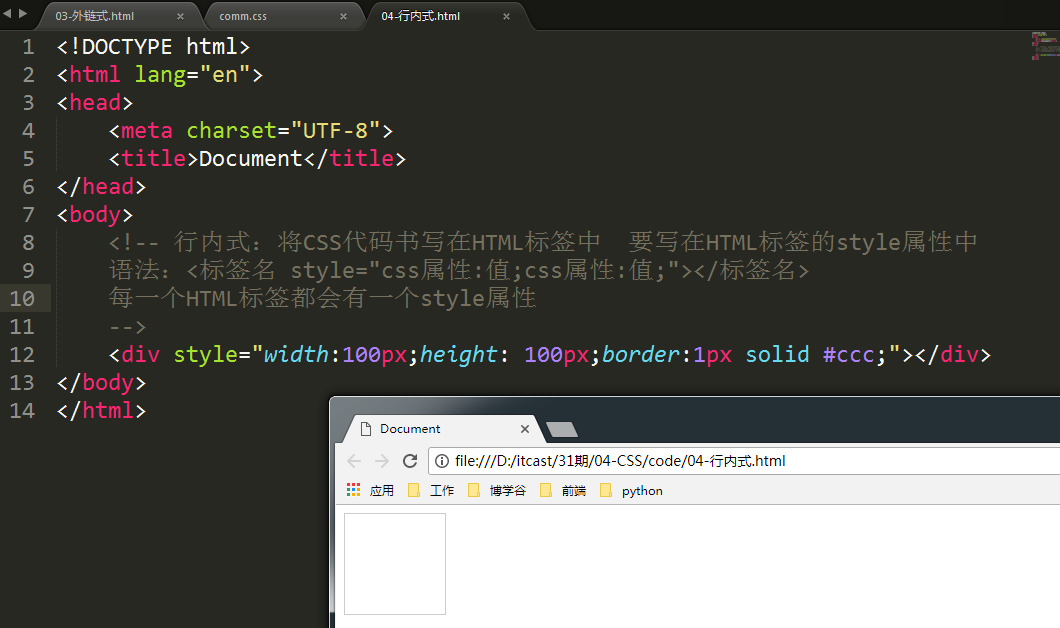 03-外链式.html × comm.css × 04-行内式.html ×
1 <!DOCTYPE html>
2 <html lang="en">
3 <head>
4 <meta charset="UTF-8">
5 <title>Document</title>
6 </head>
7 <body>
8 <!-- 行内式：将CSS代码书写在HTML标签中 要写在HTML标签的style属性中
9 语法：<标签名 style="css属性:值;css属性:值;"></标签名>
10 每一个HTML标签都会有一个style属性
11 -->
12 <div style="width:100px;height: 100px;border:1px solid #ccc;"></div>
13 </body>
14 </html>
Document ×
file:///D:/itcast/31期/04-CSS/code/04-行内式.html
应用 工作 博学谷 前端 python